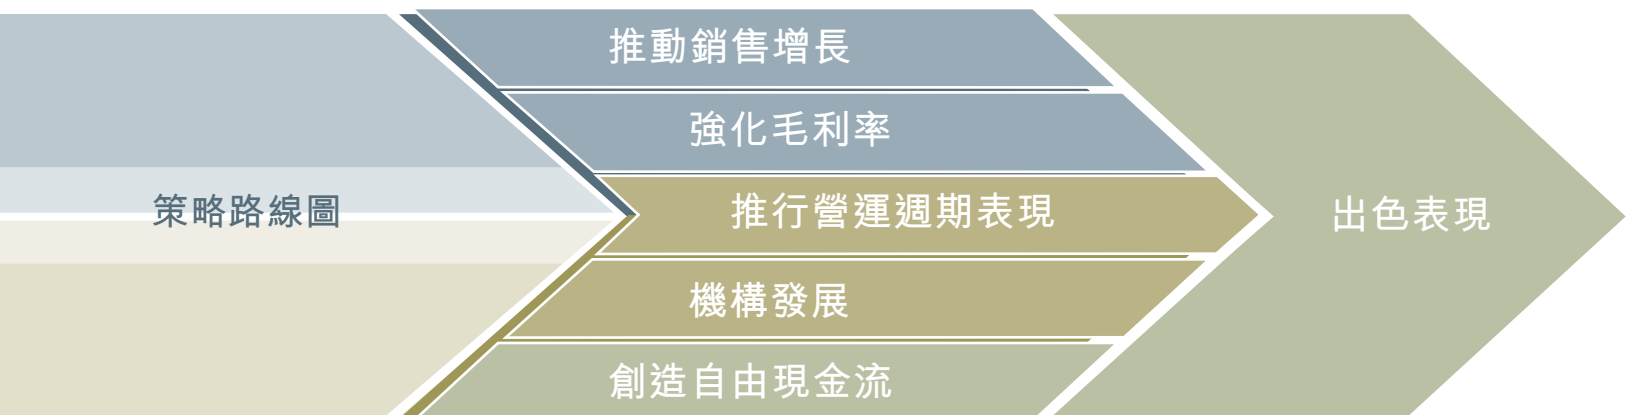 策略路線圖
推動銷售增長
強化毛利率
推行營運週期表現
機構發展
創造自由現金流
出色表現